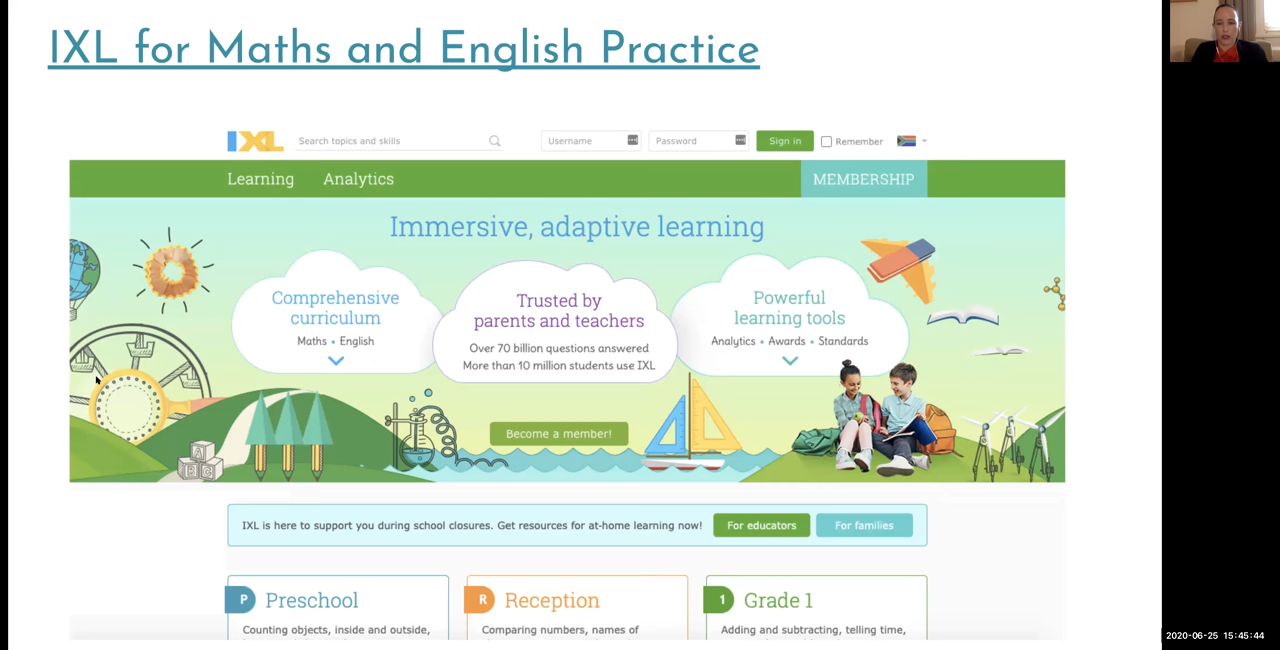 IXL for Maths and English Practice
IXL
Search topics and skills
Username
Password
Sign in
Remember
Learning
Analytics
MEMBERSHIP
Immersive, adaptive learning
Comprehensive
curriculum
Maths • English
Trusted by
parents and teachers
Over 70 billion questions answered
More than 10 million students use IXL
Powerful
learning tools
Analytics • Awards • Standards
Become a member!
A
B C
IXL is here to support you during school closures. Get resources for at-home learning now!
For educators
For families
P
Preschool
Counting objects, inside and outside,
R
Reception
Comparing numbers, names of
1
Grade 1
Adding and subtracting, telling time,
2020-06-25 15:45:44